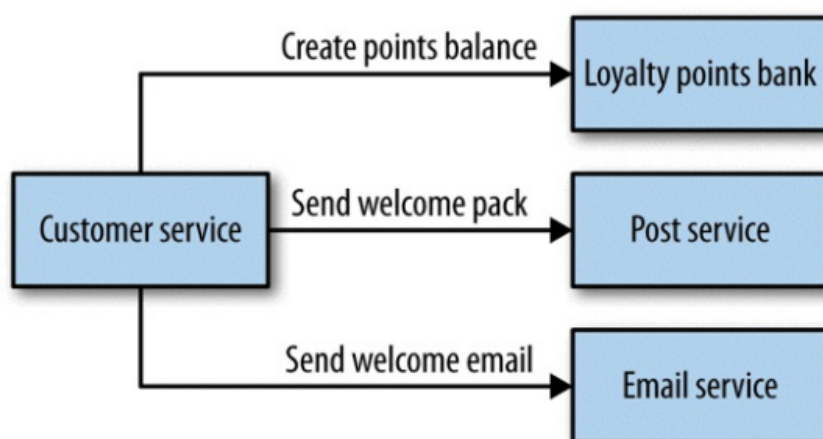 Create points balance
Loyalty points bank
Customer service
Send welcome pack
Post service
Send welcome email
Email service